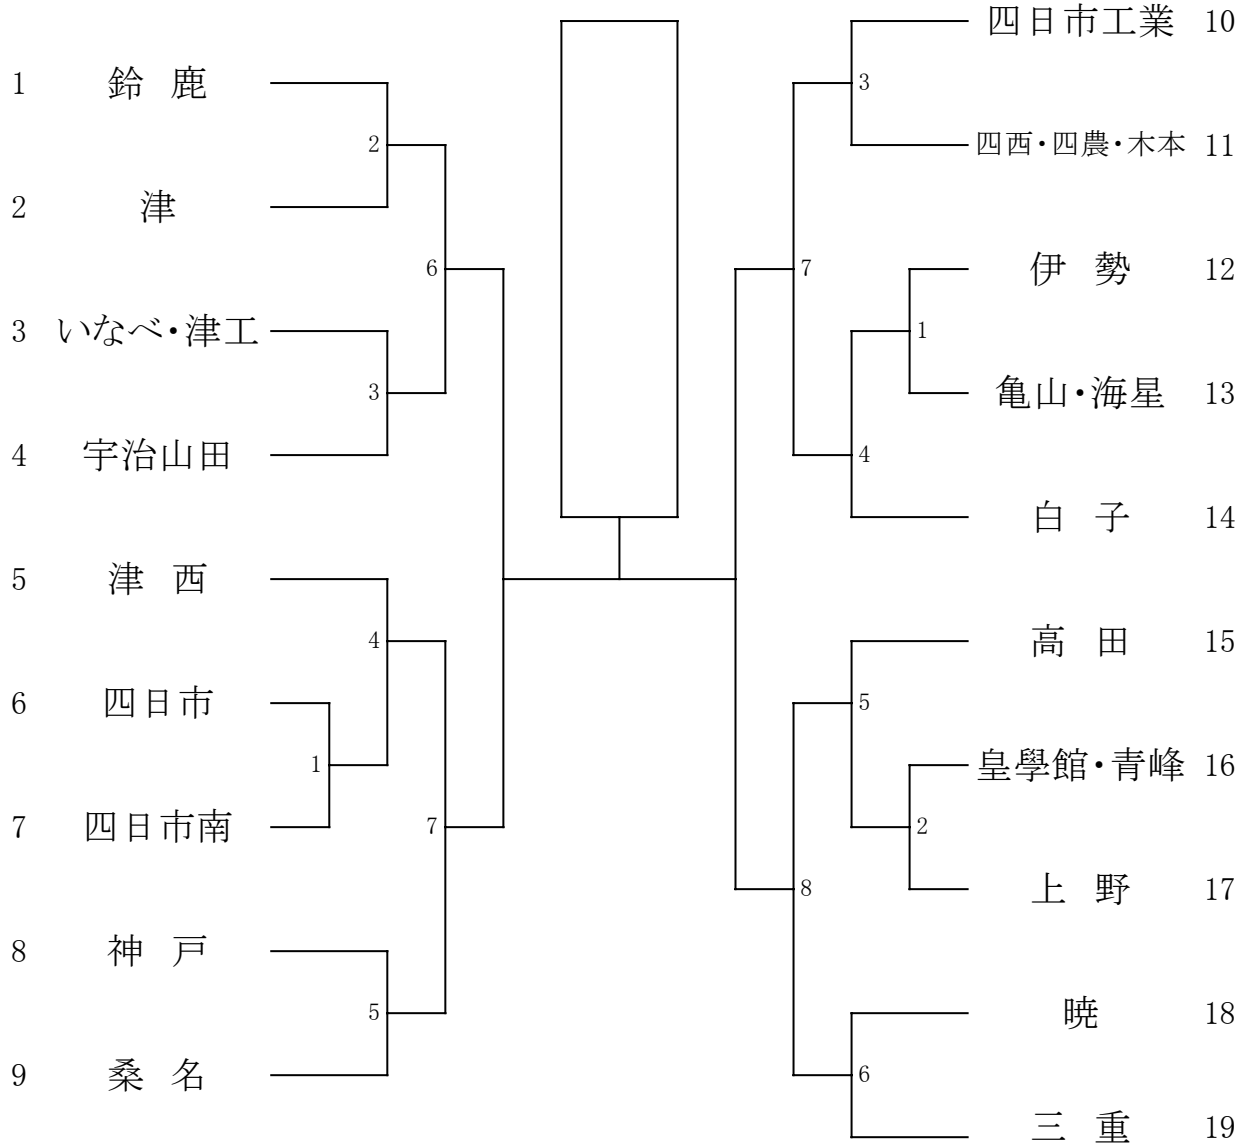 1 鈴 鹿
2
2 津
6
3 いなべ・津工
3
4 宇治山田
5 津 西
4
6 四日市
1
7 四日市南
7
8 神 戸
5
9 桑 名
四日市工業 10
3
四西・四農・木本 11
7
伊 勢 12
1
亀山・海星 13
4
白 子 14
高 田 15
5
皇學館・青峰 16
2
上 野 17
8
暁 18
6
三 重 19